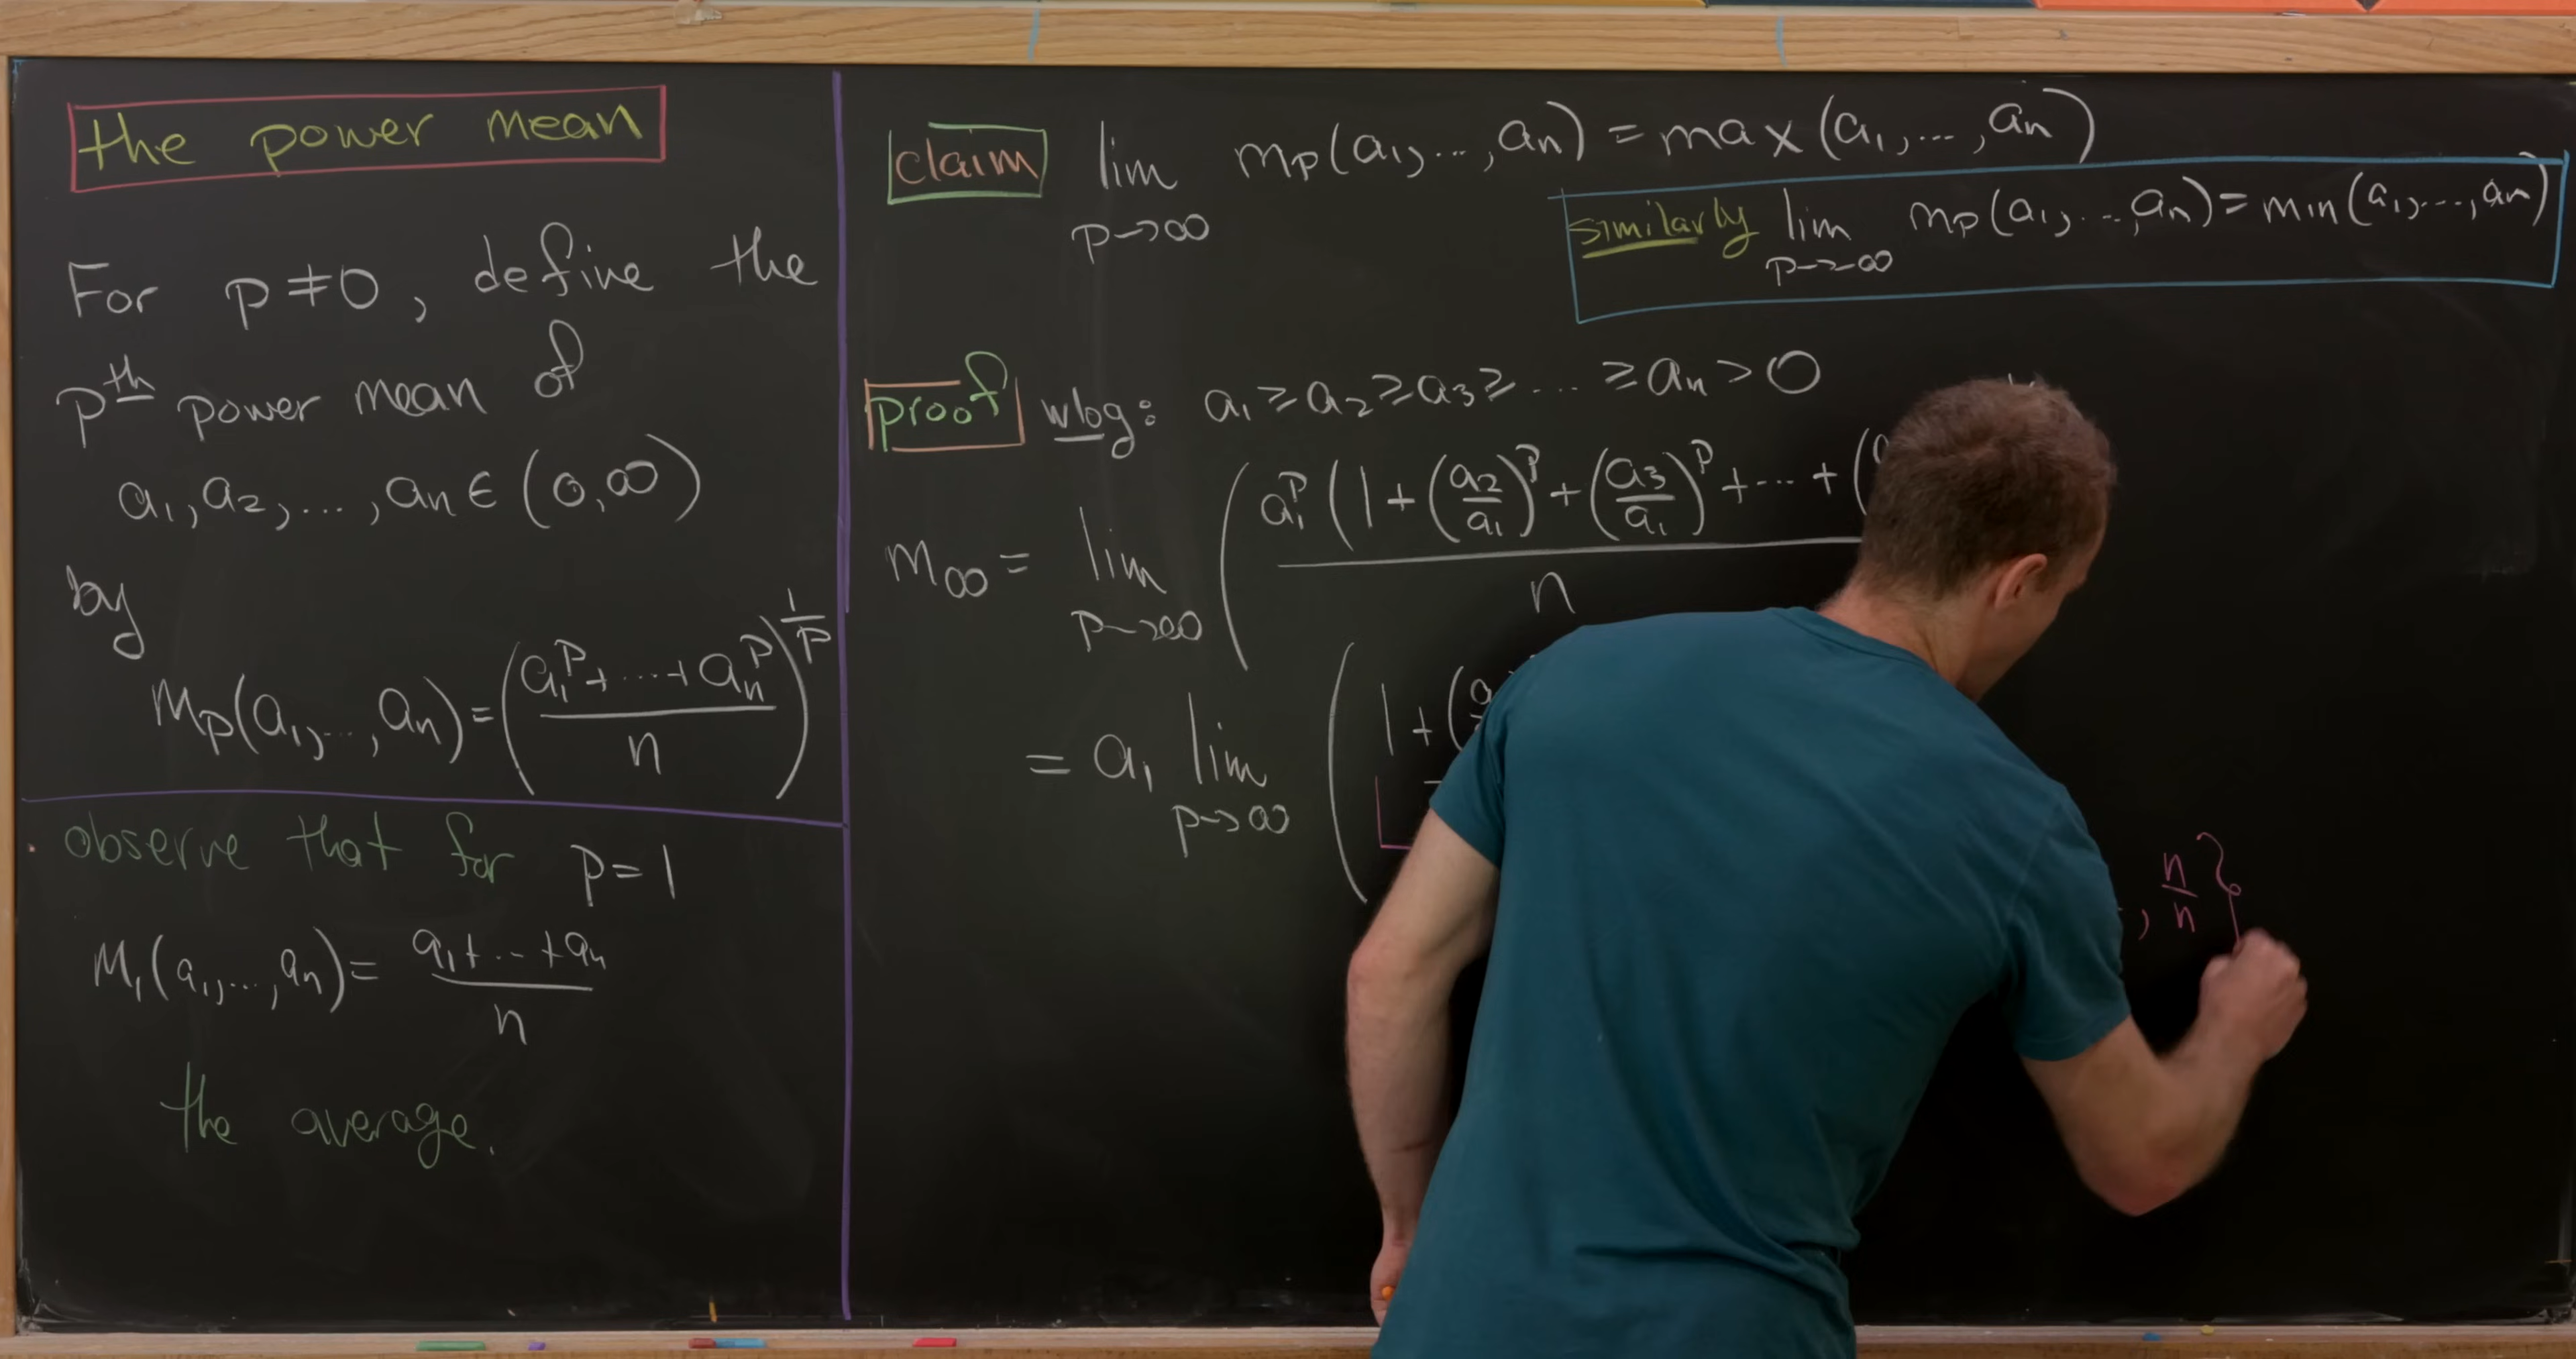 the power mean
For p≠0, define the
pth power mean of
a1, a2, ..., an ∈ (0,∞)
by
Mp(a1, ..., an) = ((a1^p + ... + an^p)/n)^(1/p)
observe that for p=1
M1(a1, ..., an) = (a1 + ... + an)/n
the average.
claim lim p→∞ Mp(a1, ..., an) = max(a1, ..., an)
similarly lim p→-∞ Mp(a1, ..., an) = min(a1, ..., an)
proof wlog: a1 ≥ a2 ≥ a3 ≥ ... ≥ an > 0
M∞ = lim p→∞ (a1^p (1 + (a2/a1)^p + (a3/a1)^p + ... + ( / n
= a1 lim p→∞ (1 + (a
, n/n }